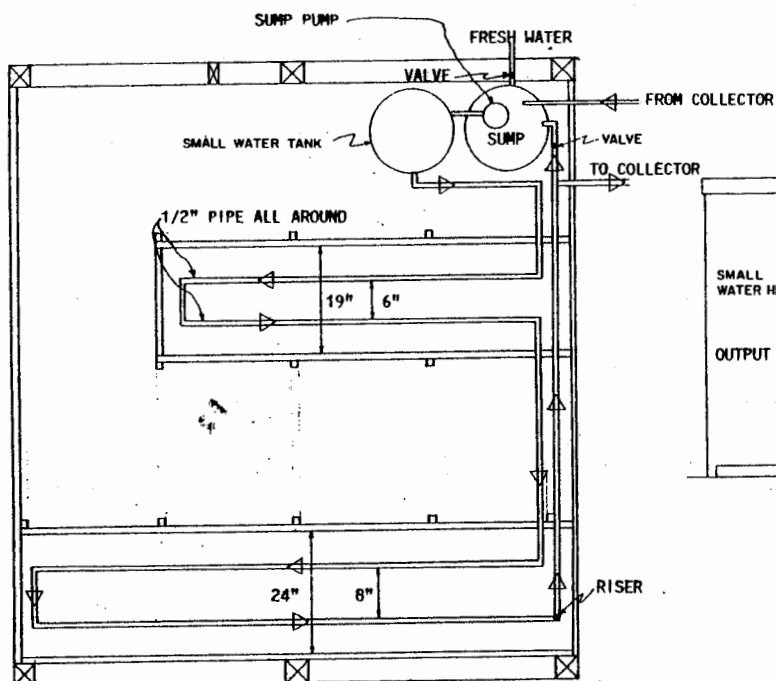 SUMP PUMP
FRESH WATER
VALVE
FROM COLLECTOR
SUMP
SMALL WATER TANK
VALVE
TO COLLECTOR
1/2" PIPE ALL AROUND
19"
6"
SMALL
WATER H
OUTPUT
24"
8"
RISER